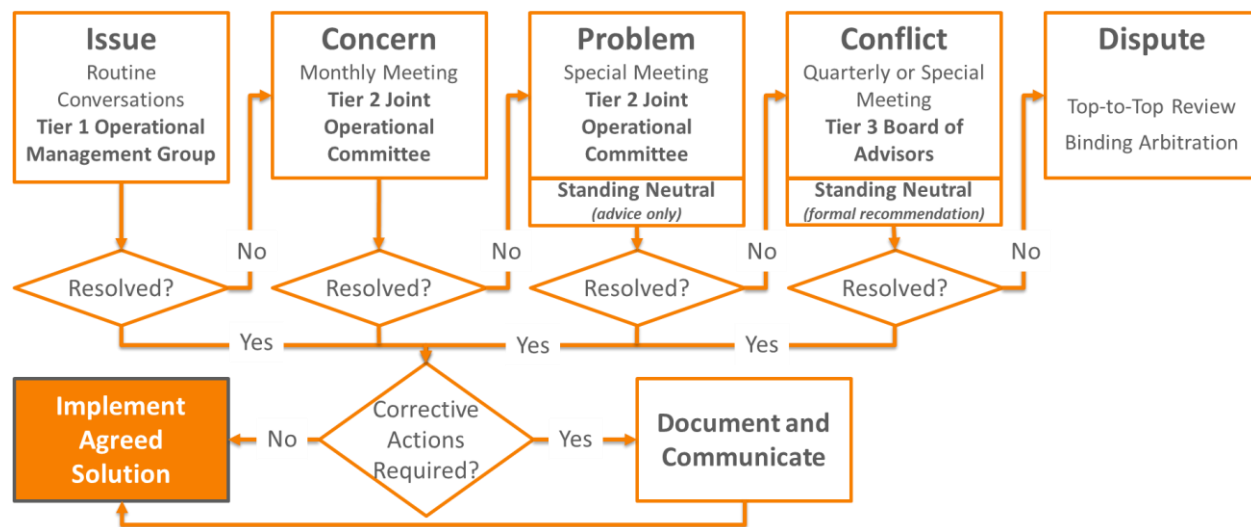 Issue
Routine
Conversations
Tier 1 Operational
Management Group
Concern
Monthly Meeting
Tier 2 Joint
Operational
Committee
Problem
Special Meeting
Tier 2 Joint
Operational
Committee
Standing Neutral
(advice only)
Conflict
Quarterly or Special
Meeting
Tier 3 Board of
Advisors
Standing Neutral
(formal recommendation)
Dispute
Top-to-Top Review
Binding Arbitration
No
No
No
No
Resolved?
Resolved?
Resolved?
Resolved?
Yes
Yes
Yes
Implement
Agreed
Solution
No
Corrective
Actions
Required?
Yes
Document and
Communicate